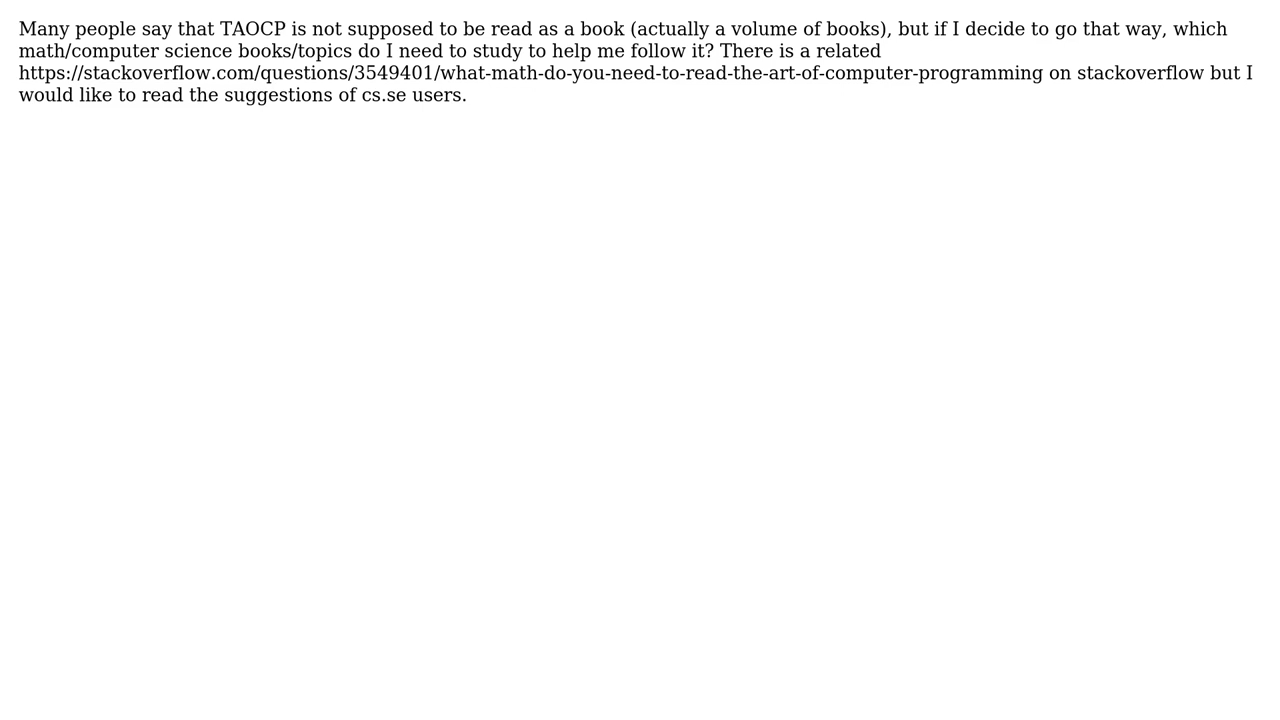 Many people say that TAOCP is not supposed to be read as a book (actually a volume of books), but if I decide to go that way, which
math/computer science books/topics do I need to study to help me follow it? There is a related
https://stackoverflow.com/questions/3549401/what-math-do-you-need-to-read-the-art-of-computer-programming on stackoverflow but I
would like to read the suggestions of cs.se users.